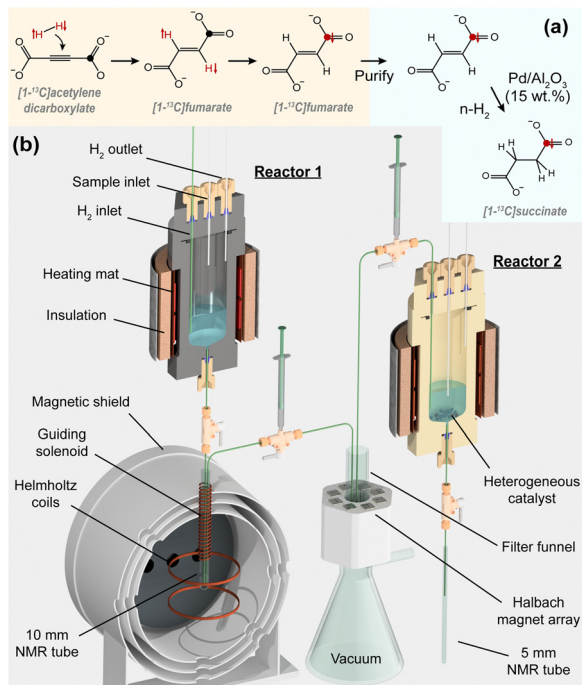 (a)
H H
O⁻
O
O
O⁻
[1-¹³C]acetylene
dicarboxylate
O⁻
O
H
H
O
O⁻
[1-¹³C]fumarate
O⁻
O
H
H
O
O⁻
[1-¹³C]fumarate
Purify
O⁻
O
H
H
O
O⁻
Pd/Al₂O₃
(15 wt.%)
n-H₂
O⁻
O
H H
H H
O
O⁻
[1-¹³C]succinate
(b)
H₂ outlet
Sample inlet
H₂ inlet
Reactor 1
Heating mat
Insulation
Magnetic shield
Guiding
solenoid
Helmholtz
coils
10 mm
NMR tube
Vacuum
Reactor 2
Heterogeneous
catalyst
Filter funnel
Halbach
magnet array
5 mm
NMR tube